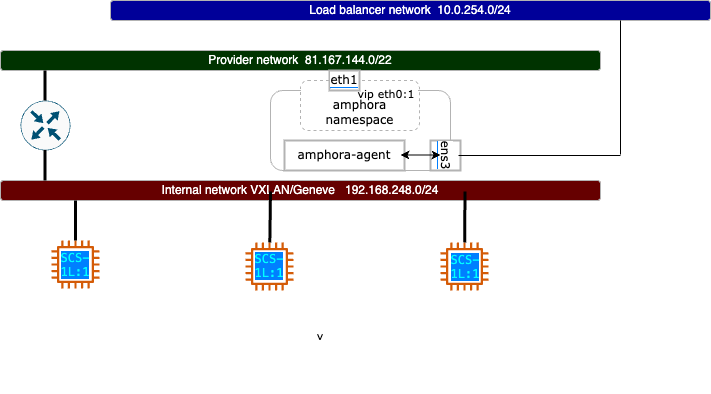 Load balancer network 10.0.254.0/24
Provider network 81.167.144.0/22
eth1
vip eth0:1
amphora
namespace
amphora-agent
ens3
Internal network VXLAN/Geneve 192.168.248.0/24
SCS-
1L:1
SCS-
1L:1
SCS-
1L:1
v